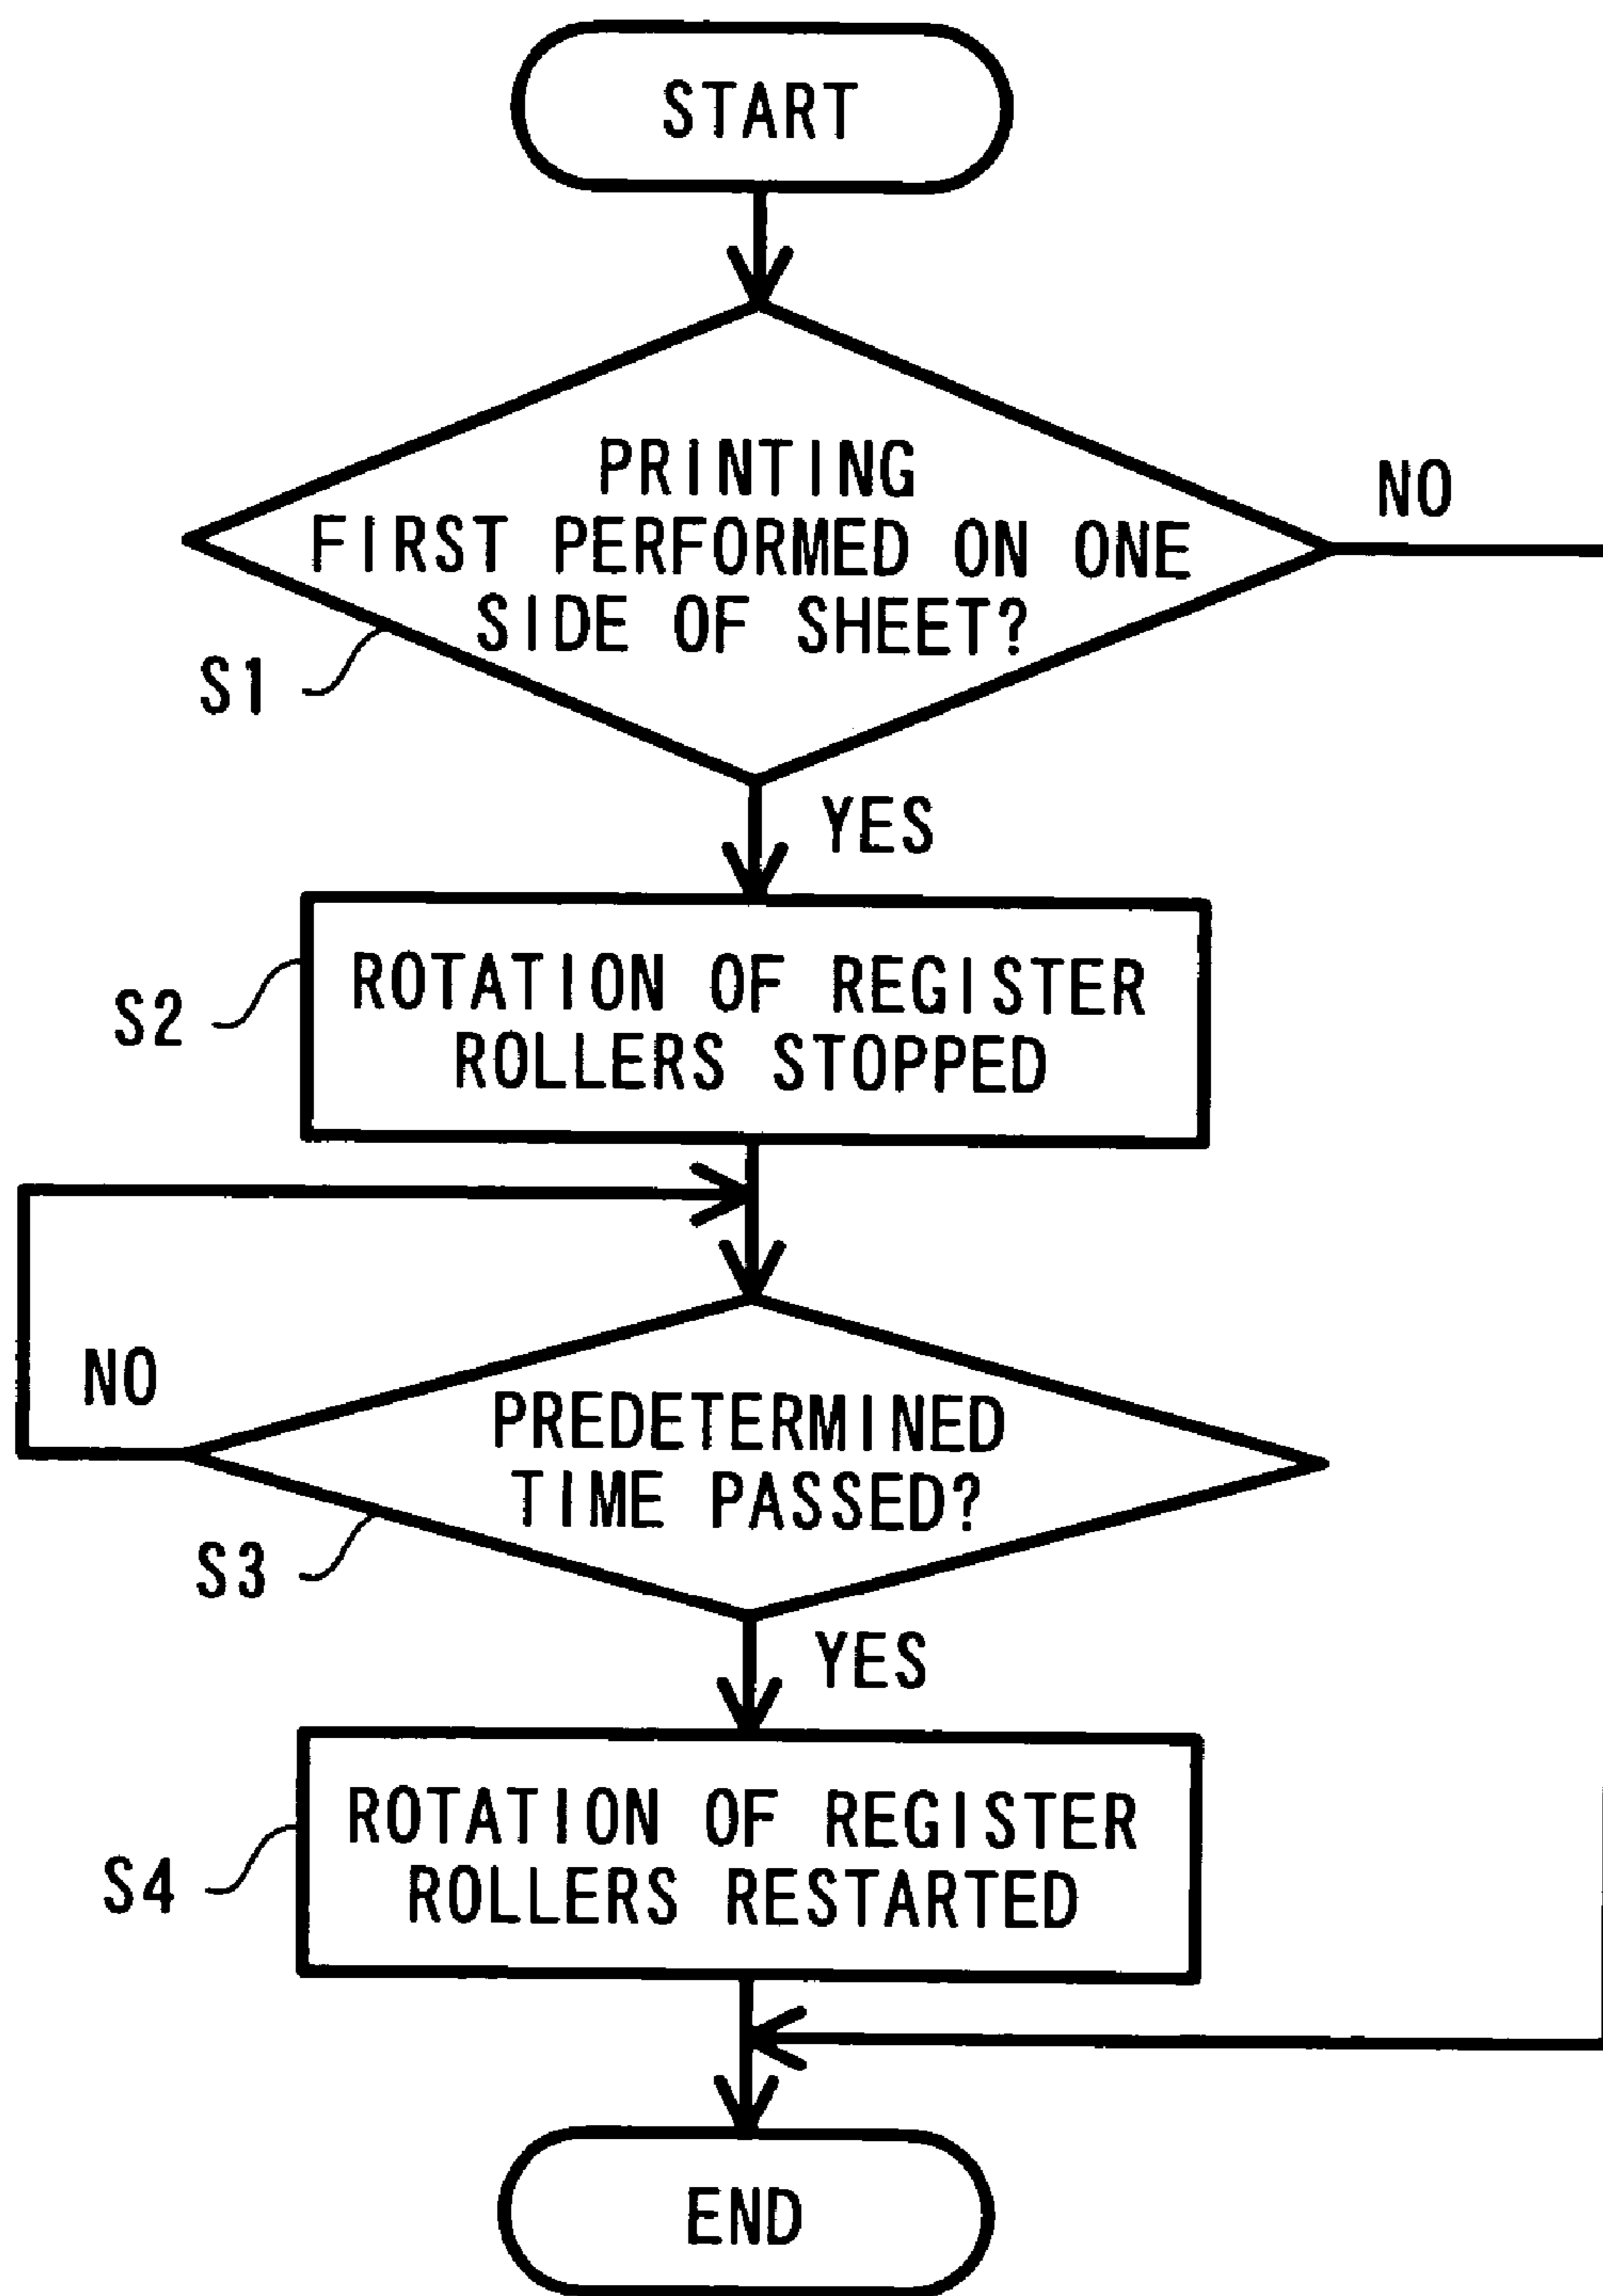 START
PRINTING
FIRST PERFORMED ON ONE
SIDE OF SHEET?
NO
S1
YES
S2
ROTATION OF REGISTER
ROLLERS STOPPED
NO
PREDETERMINED
TIME PASSED?
S3
YES
ROTATION OF REGISTER
ROLLERS RESTARTED
S4
END